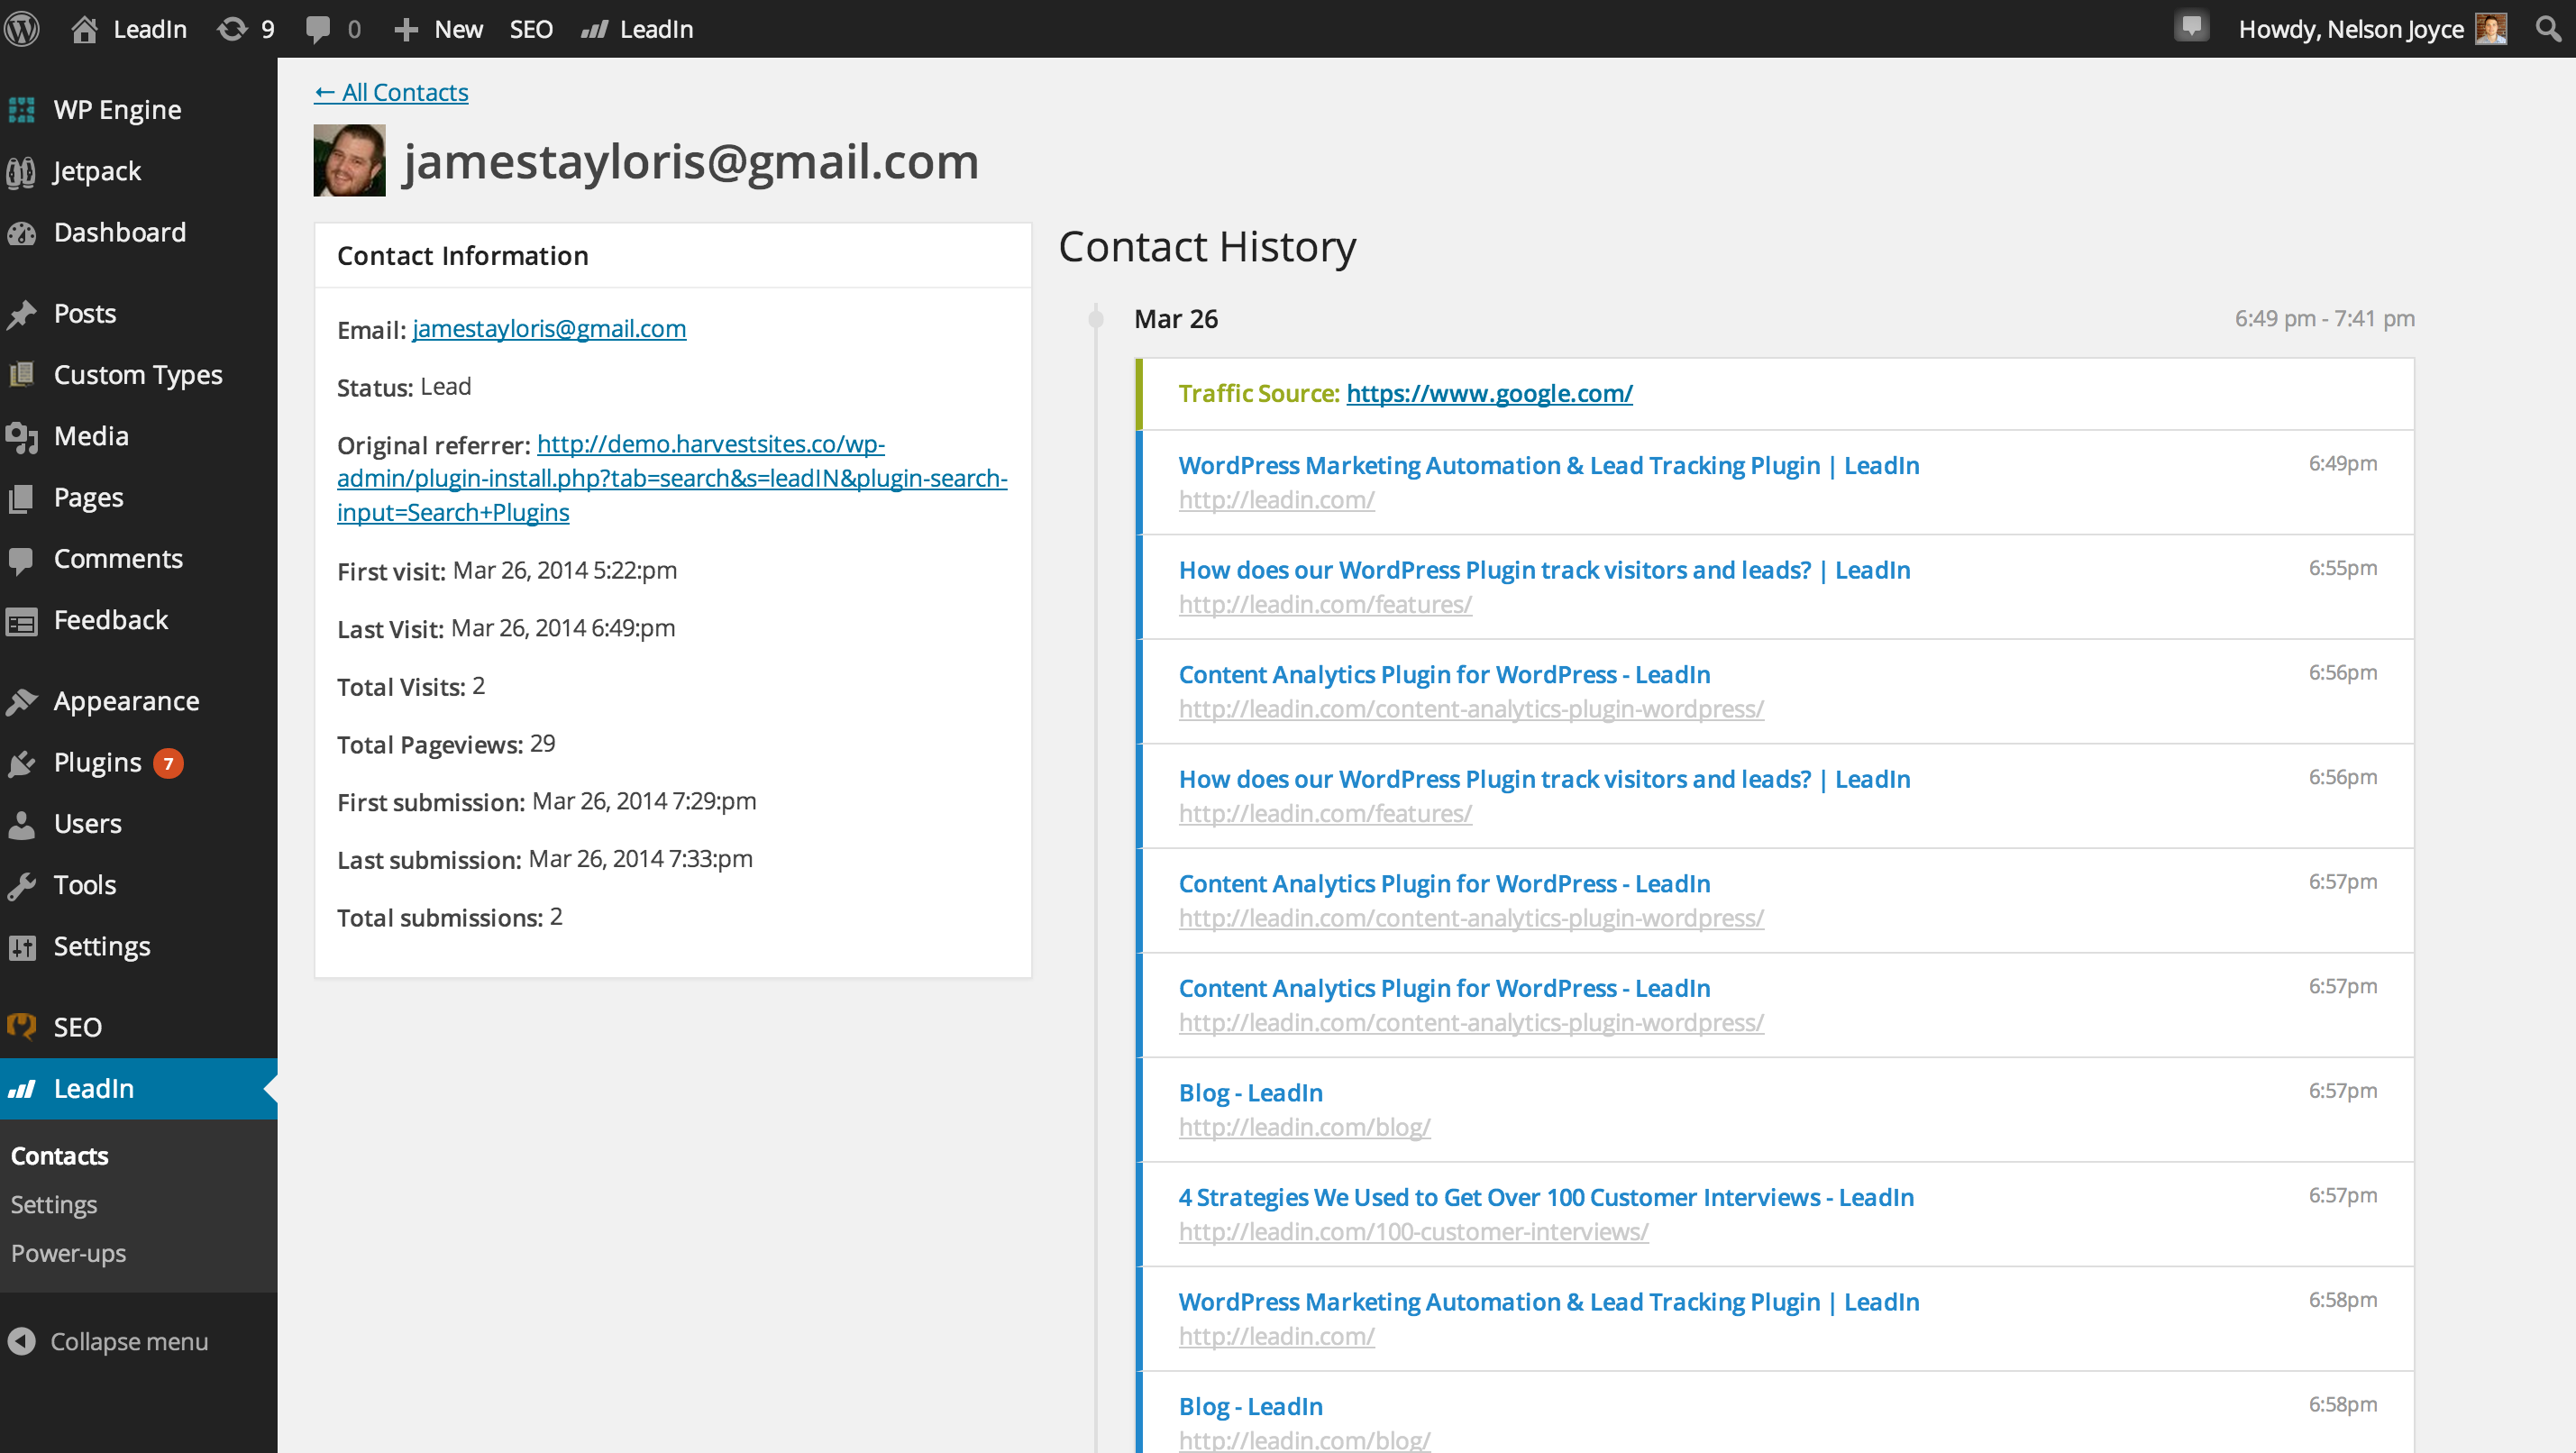 LeadIn 9 0 New SEO LeadIn Howdy, Nelson Joyce
WP Engine
Jetpack
Dashboard
Posts
Custom Types
Media
Pages
Comments
Feedback
Appearance
Plugins 7
Users
Tools
Settings
SEO
LeadIn
Contacts
Settings
Power-ups
Collapse menu
← All Contacts
jamestayloris@gmail.com
Contact Information
Email: jamestayloris@gmail.com
Status: Lead
Original referrer: http://demo.harvestsites.co/wp-
admin/plugin-install.php?tab=search&s=leadIN&plugin-search-
input=Search+Plugins
First visit: Mar 26, 2014 5:22:pm
Last Visit: Mar 26, 2014 6:49:pm
Total Visits: 2
Total Pageviews: 29
First submission: Mar 26, 2014 7:29:pm
Last submission: Mar 26, 2014 7:33:pm
Total submissions: 2
Contact History
Mar 26 6:49 pm - 7:41 pm
Traffic Source: https://www.google.com/
WordPress Marketing Automation & Lead Tracking Plugin | LeadIn 6:49pm
http://leadin.com/
How does our WordPress Plugin track visitors and leads? | LeadIn 6:55pm
http://leadin.com/features/
Content Analytics Plugin for WordPress - LeadIn 6:56pm
http://leadin.com/content-analytics-plugin-wordpress/
How does our WordPress Plugin track visitors and leads? | LeadIn 6:56pm
http://leadin.com/features/
Content Analytics Plugin for WordPress - LeadIn 6:57pm
http://leadin.com/content-analytics-plugin-wordpress/
Content Analytics Plugin for WordPress - LeadIn 6:57pm
http://leadin.com/content-analytics-plugin-wordpress/
Blog - LeadIn 6:57pm
http://leadin.com/blog/
4 Strategies We Used to Get Over 100 Customer Interviews - LeadIn 6:57pm
http://leadin.com/100-customer-interviews/
WordPress Marketing Automation & Lead Tracking Plugin | LeadIn 6:58pm
http://leadin.com/
Blog - LeadIn 6:58pm
http://leadin.com/blog/